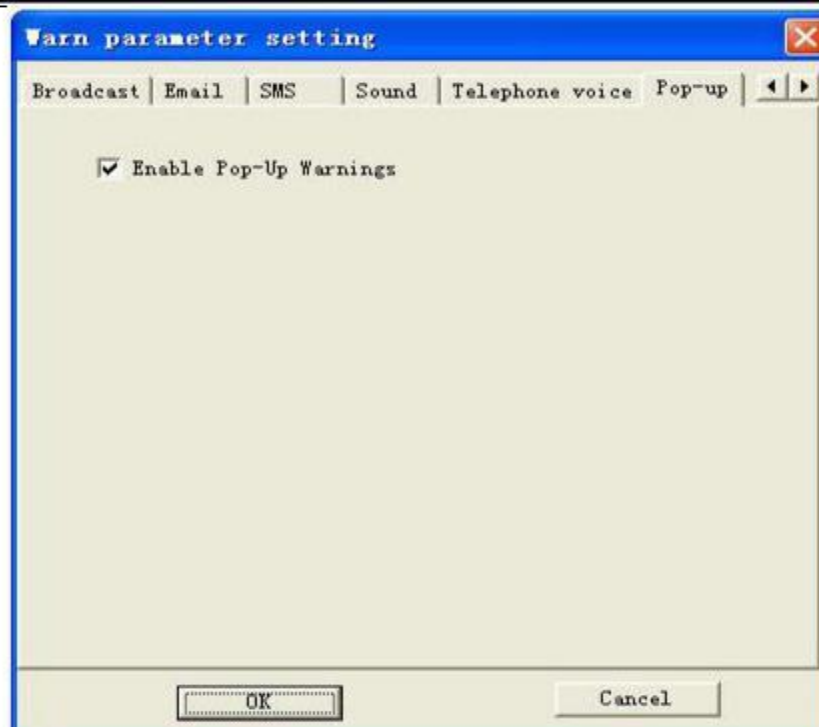 Warn parameter setting
Broadcast Email SMS Sound Telephone voice Pop-up
Enable Pop-Up Warnings
OK Cancel